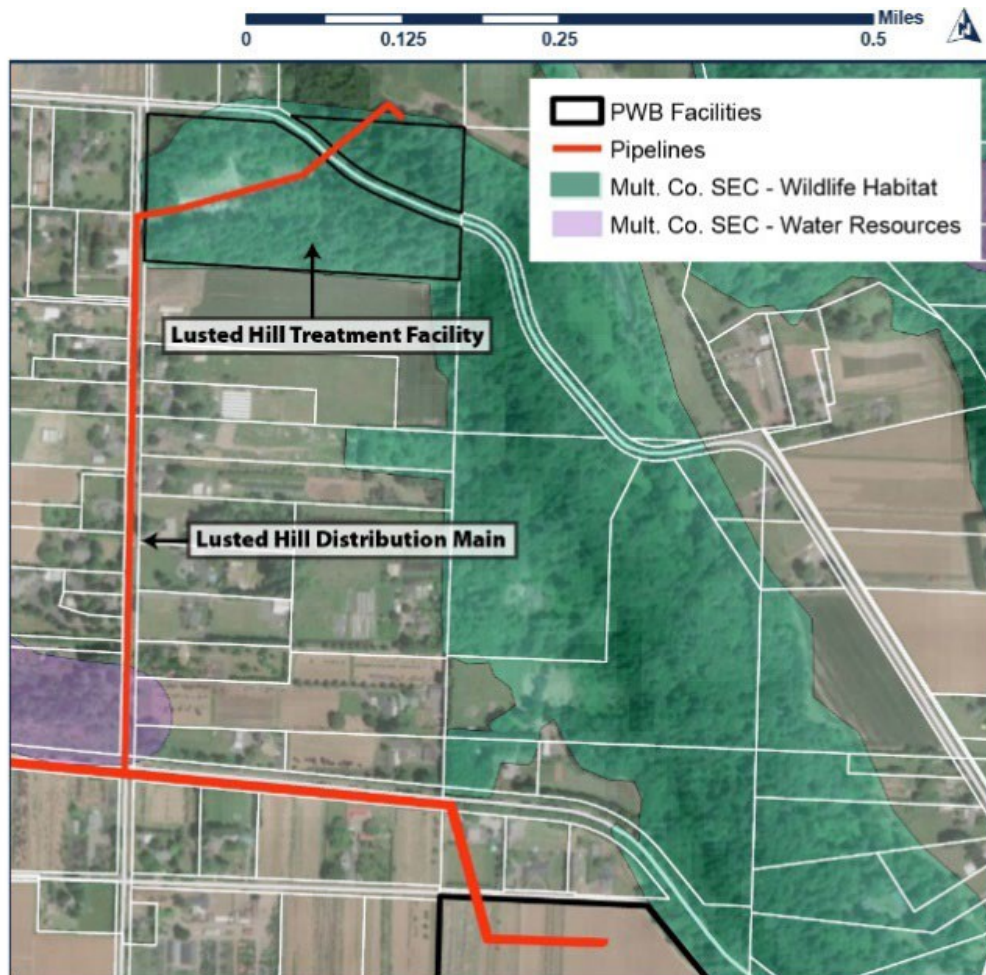 Miles
0 0.125 0.25 0.5
N
PWB Facilities
Pipelines
Mult. Co. SEC - Wildlife Habitat
Mult. Co. SEC - Water Resources
Lusted Hill Treatment Facility
Lusted Hill Distribution Main